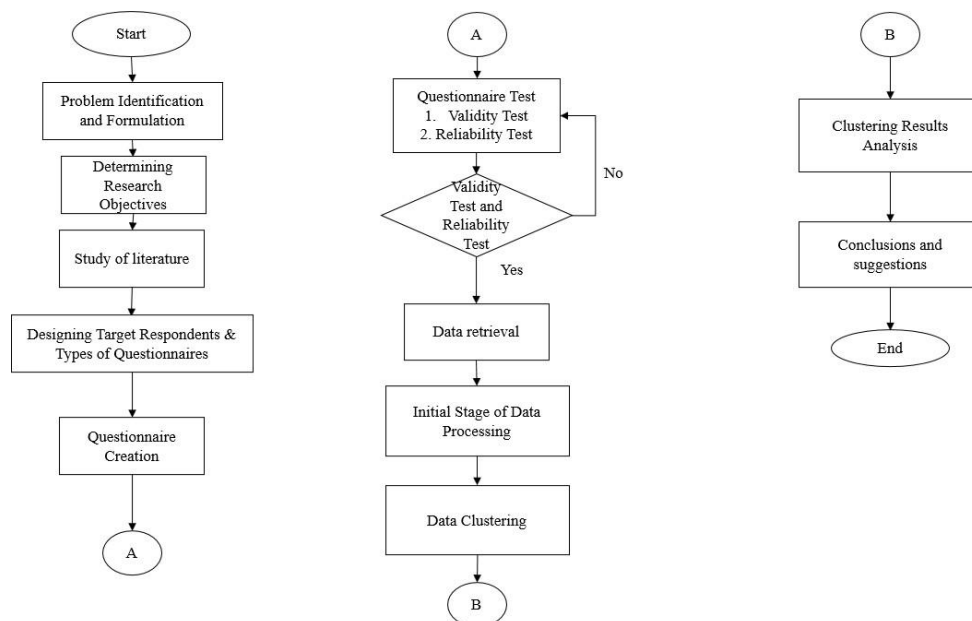 Start
Problem Identification
and Formulation
Determining
Research
Objectives
Study of literature
Designing Target Respondents &
Types of Questionnaires
Questionnaire
Creation
A
A
Questionnaire Test
1. Validity Test
2. Reliability Test
No
Validity
Test and
Reliability
Test
Yes
Data retrieval
Initial Stage of Data
Processing
Data Clustering
B
B
Clustering Results
Analysis
Conclusions and
suggestions
End